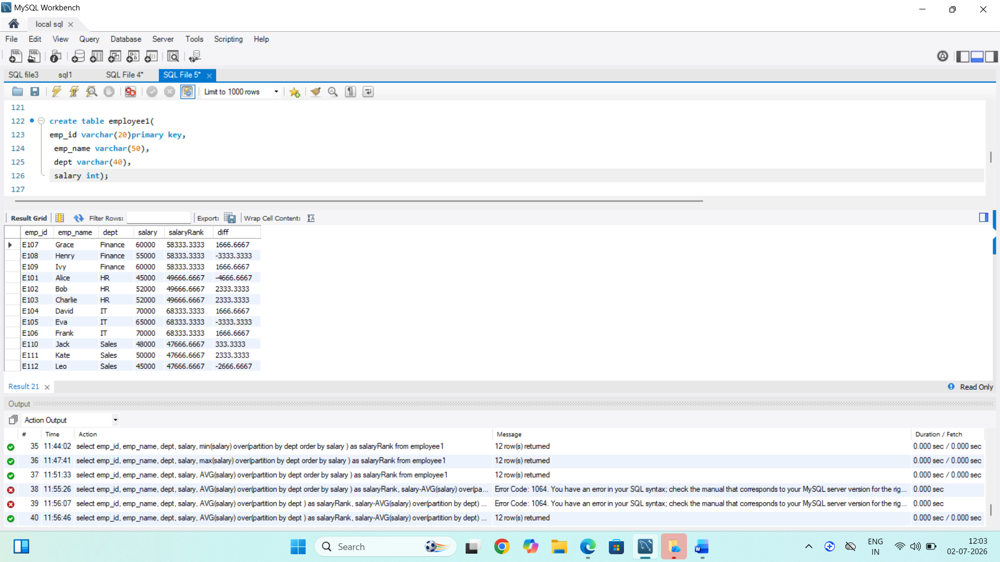 MySQL Workbench
local sql
File Edit View Query Database Server Tools Scripting Help
SQL file3 sql1 SQL File 4* SQL File 5*
Limit to 1000 rows
121
122 create table employee1(
123 emp_id varchar(20)primary key,
124 emp_name varchar(50),
125 dept varchar(40),
126 salary int);
127
Result Grid Filter Rows: Export: Wrap Cell Content:
emp_id emp_name dept salary salaryRank diff
E107 Grace Finance 60000 58333.3333 1666.6667
E108 Henry Finance 55000 58333.3333 -3333.3333
E109 Ivy Finance 60000 58333.3333 1666.6667
E101 Alice HR 45000 49666.6667 -4666.6667
E102 Bob HR 52000 49666.6667 2333.3333
E103 Charlie HR 52000 49666.6667 2333.3333
E104 David IT 70000 68333.3333 1666.6667
E105 Eva IT 65000 68333.3333 -3333.3333
E106 Frank IT 70000 68333.3333 1666.6667
E110 Jack Sales 48000 47666.6667 333.3333
E111 Kate Sales 50000 47666.6667 2333.3333
E112 Leo Sales 45000 47666.6667 -2666.6667
Result 21 Read Only
Output
Action Output
# Time Action Message Duration / Fetch
35 11:44:02 select emp_id, emp_name, dept, salary, min(salary) over(partition by dept order by salary ) as salaryRank from employee1 12 row(s) returned 0.000 sec / 0.000 sec
36 11:47:41 select emp_id, emp_name, dept, salary, max(salary) over(partition by dept order by salary ) as salaryRank from employee1 12 row(s) returned 0.000 sec / 0.000 sec
37 11:51:33 select emp_id, emp_name, dept, salary, AVG(salary) over(partition by dept order by salary ) as salaryRank from employee1 12 row(s) returned 0.000 sec / 0.000 sec
38 11:55:26 select emp_id, emp_name, dept, salary, AVG(salary) over(partition by dept order by salary ) as salaryRank, salary-AVG(salary) over(pa... Error Code: 1064. You have an error in your SQL syntax; check the manual that corresponds to your MySQL server version for the rig... 0.000 sec
39 11:56:07 select emp_id, emp_name, dept, salary, AVG(salary) over(partition by dept ) as salaryRank, salary-AVG(salary) over(partition by dept) ... Error Code: 1064. You have an error in your SQL syntax; check the manual that corresponds to your MySQL server version for the rig... 0.000 sec
40 11:56:46 select emp_id, emp_name, dept, salary, AVG(salary) over(partition by dept ) as salaryRank, salary-AVG(salary) over(partition by dept) ... 12 row(s) returned 0.000 sec / 0.000 sec
Search
ENG 12:03
IN 02-07-2026